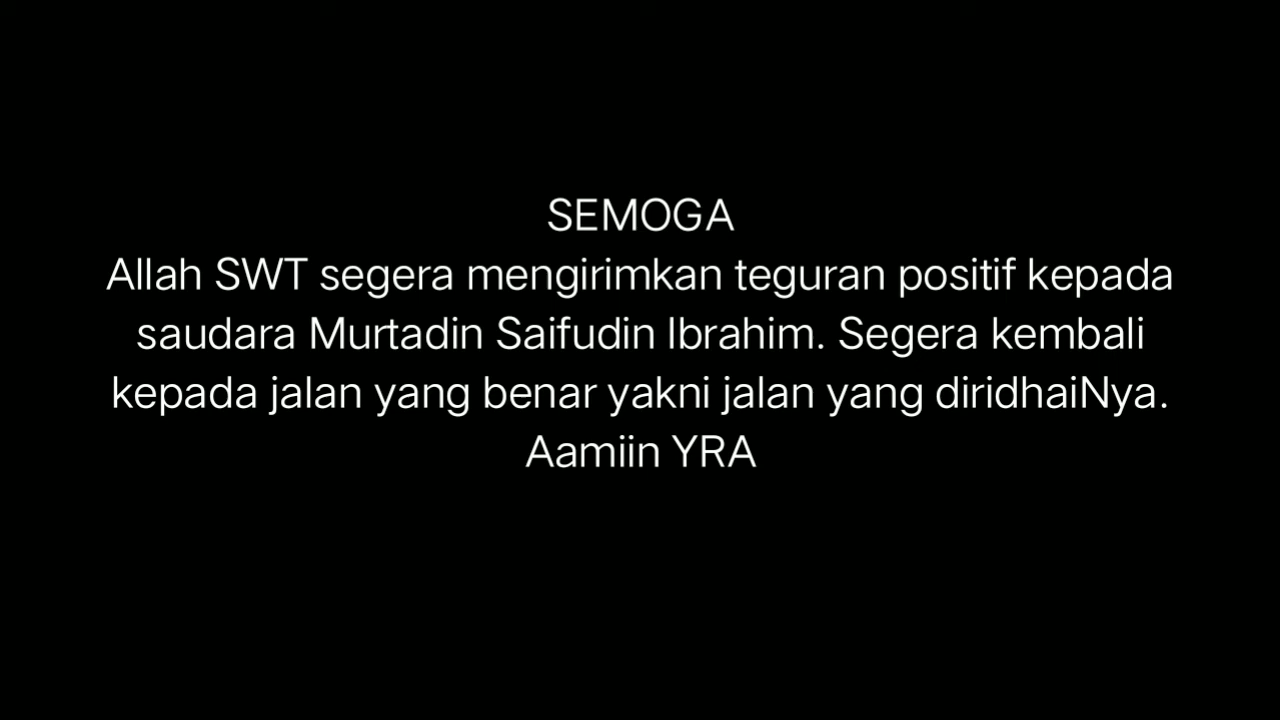 SEMOGA
Allah SWT segera mengirimkan teguran positif kepada
saudara Murtadin Saifudin Ibrahim. Segera kembali
kepada jalan yang benar yakni jalan yang diridhaiNya.
Aamiin YRA